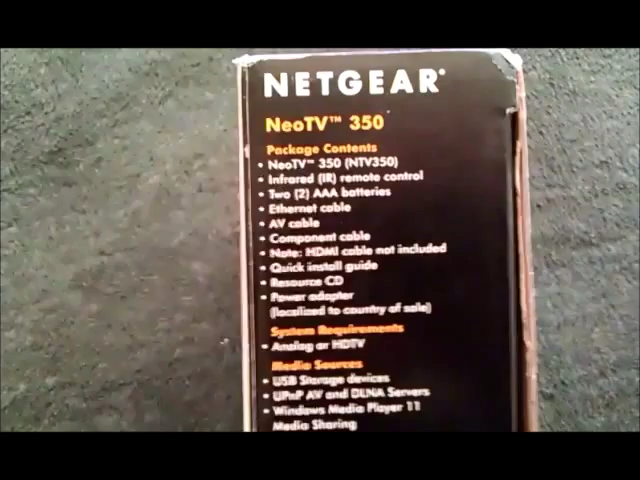 NETGEAR®
NeoTV™ 350
Package Contents
• NeoTV™ 350 (NTV350)
• Infrared (IR) remote control
• Two (2) AAA batteries
• Ethernet cable
• AV cable
• Component cable
• Note: HDMI cable not included
• Quick install guide
• Resource CD
• Power adapter
(localized to country of sale)
System Requirements
• Analog or HDTV
Media Sources
• USB Storage devices
• UPnP AV and DLNA Servers
• Windows Media Player 11
Media Sharing